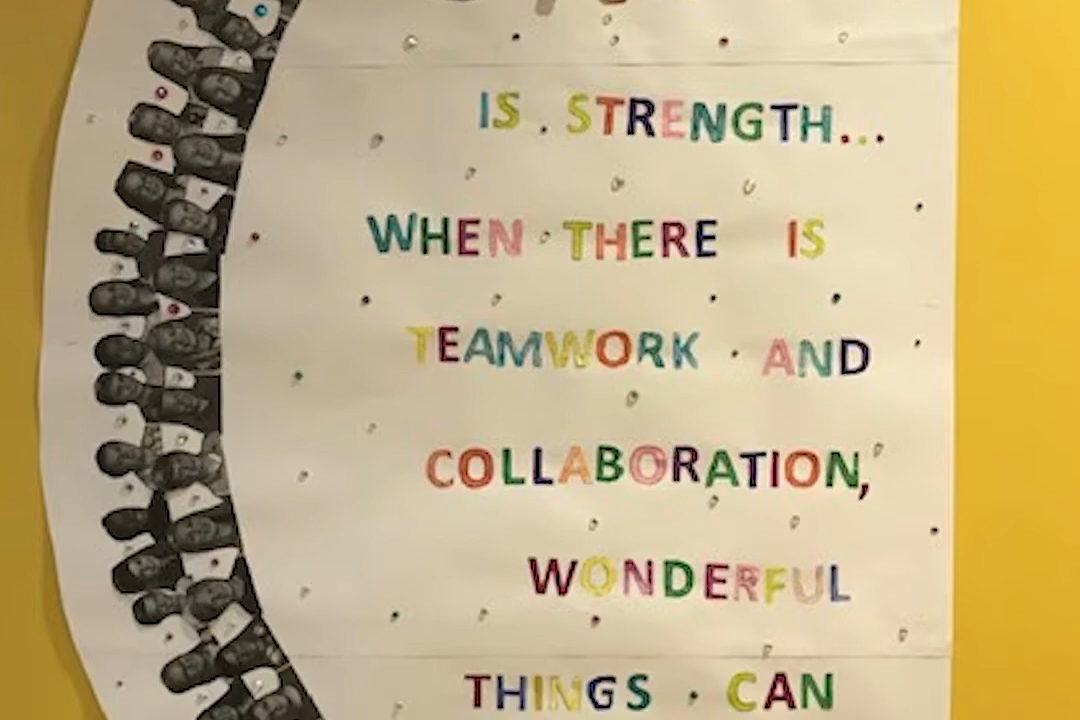 IS STRENGTH...
WHEN THERE IS
TEAMWORK AND
COLLABORATION,
WONDERFUL
THINGS CAN